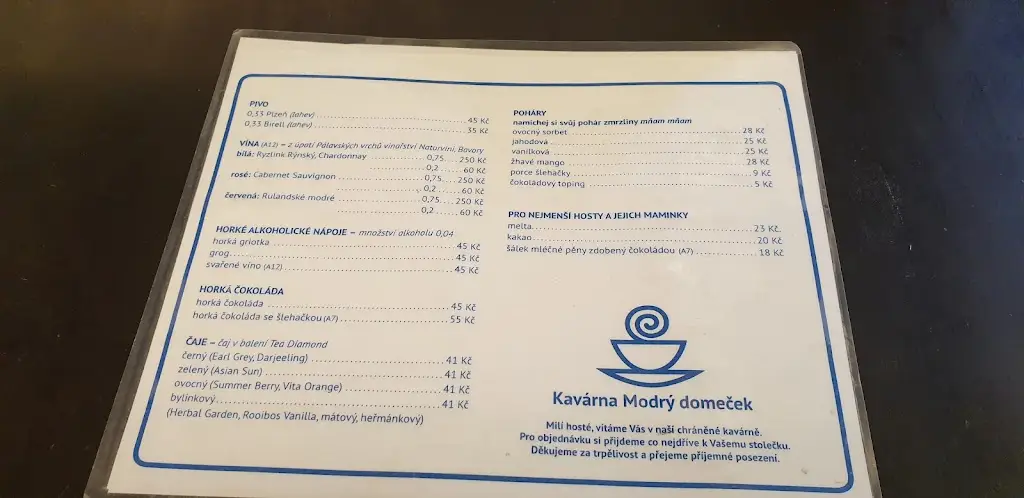 PIVO
0,33 Plzeň (lahev) 45 Kč
0,33 Birell (lahev) 35 Kč
VÍNA (A12) – z úpatí Pálavských vrchů vinařství Naturvini, Bavory
bílá: Ryzlink Rýnský, Chardonnay 0,75 250 Kč
0,2 60 Kč
rosé: Cabernet Sauvignon 0,75 250 Kč
0,2 60 Kč
červená: Rulandské modré 0,75 250 Kč
0,2 60 Kč
HORKÉ ALKOHOLICKÉ NÁPOJE – množství alkoholu 0,04
horká griotka 45 Kč
grog 45 Kč
svařené víno (A12) 45 Kč
HORKÁ ČOKOLÁDA
horká čokoláda 45 Kč
horká čokoláda se šlehačkou (A7) 55 Kč
ČAJE – čaj v balení Tea Diamond
černý (Earl Grey, Darjeeling) 41 Kč
zelený (Asian Sun) 41 Kč
ovocný (Summer Berry, Vita Orange) 41 Kč
bylinkový 41 Kč
(Herbal Garden, Rooibos Vanilla, mátový, heřmánkový)
POHÁRY
namíchej si svůj pohár zmrzliny mňam mňam
ovocný sorbet 28 Kč
jahodová 25 Kč
vanilková 25 Kč
žhavé mango 28 Kč
porce šlehačky 9 Kč
čokoládový toping 5 Kč
PRO NEJMENŠÍ HOSTY A JEJICH MAMINKY
melta 23 Kč
kakao 20 Kč
šálek mléčné pěny zdobený čokoládou (A7) 18 Kč
Kavárna Modrý domeček
Milí hosté, vítáme Vás v naší chráněné kavárně.
Pro objednávku si přijdeme co nejdříve k Vašemu stolečku.
Děkujeme za trpělivost a přejeme příjemné posezení.